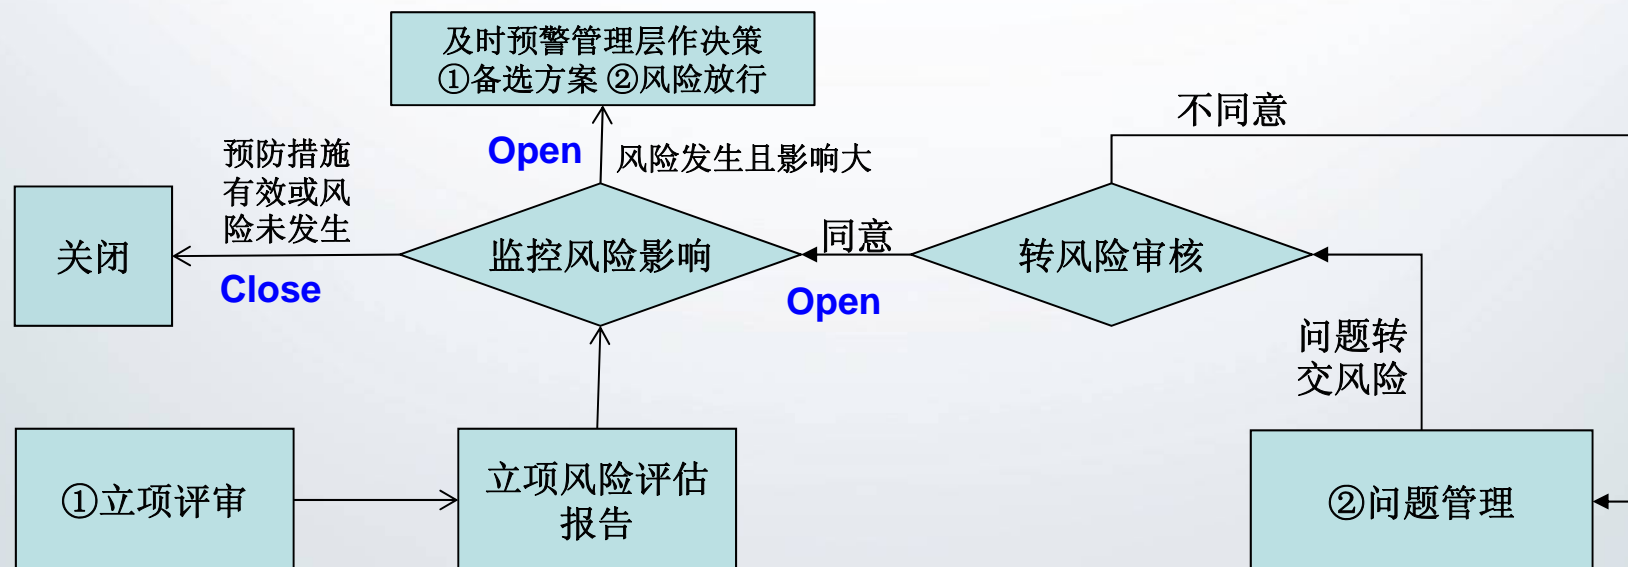 及时预警管理层作决策
①备选方案 ②风险放行
不同意
Open
风险发生且影响大
预防措施
有效或风
险未发生
关闭
监控风险影响
同意
转风险审核
Close
Open
问题转
交风险
①立项评审
立项风险评估
报告
②问题管理